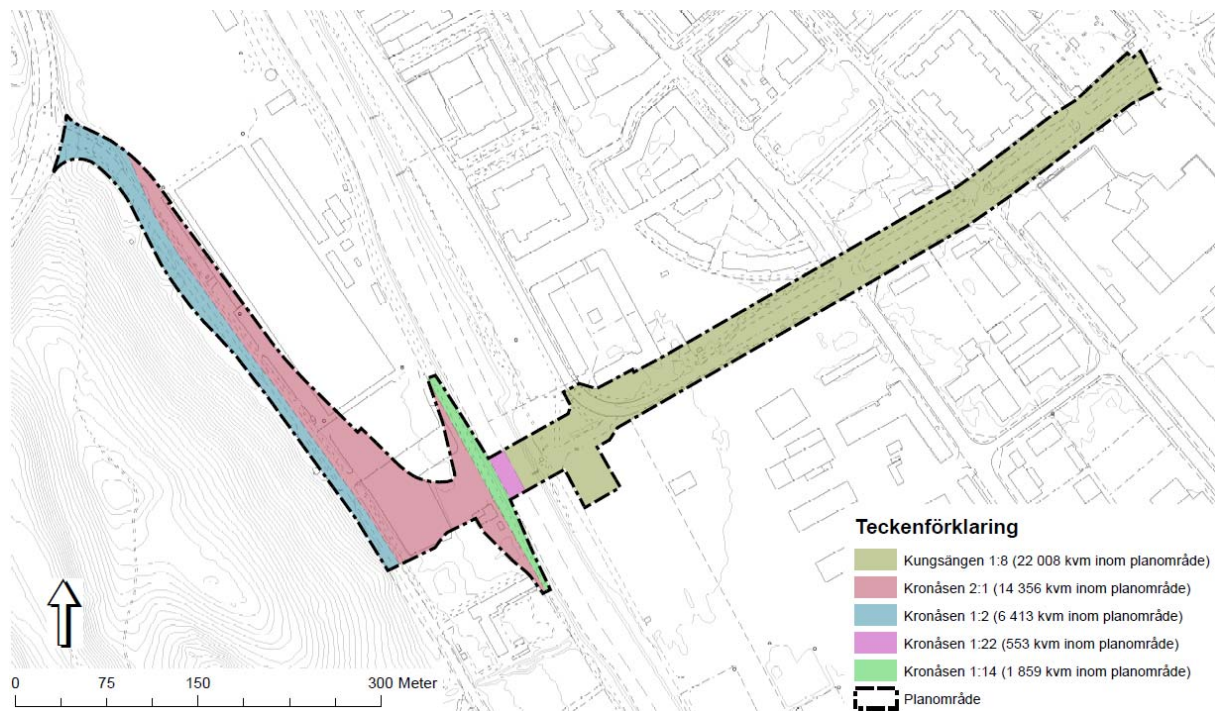 Teckenförklaring
Kungsängen 1:8 (22 008 kvm inom planområde)
Kronåsen 2:1 (14 356 kvm inom planområde)
Kronåsen 1:2 (6 413 kvm inom planområde)
Kronåsen 1:22 (553 kvm inom planområde)
Kronåsen 1:14 (1 859 kvm inom planområde)
Planområde
0 75 150 300 Meter